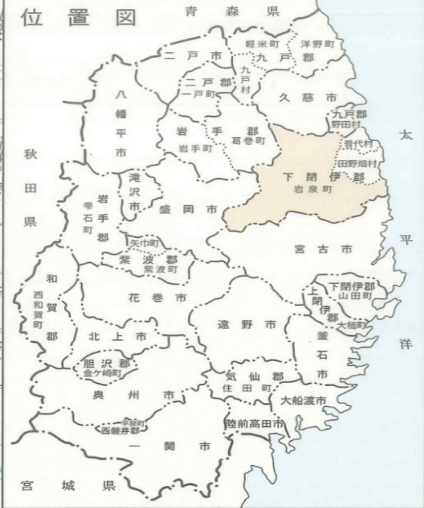 位置図
青森県
軽米町
洋野町
九戸郡
二戸市
九戸村
二戸郡
一戸町
久慈市
八幡平市
九戸郡
野田村
岩手郡
岩手町
葛巻町
普代村
田野畑村
太平洋
秋田県
下閉伊郡
岩泉町
滝沢市
岩手郡
雫石町
盛岡市
矢巾町
宮古市
紫波郡
紫波町
和賀郡
西和賀町
花巻市
上閉伊郡
下閉伊郡
山田町
大槌町
遠野市
釜石市
北上市
胆沢郡
金ケ崎町
気仙郡
住田町
奥州市
大船渡市
平泉町
西磐井郡
陸前高田市
一関市
宮城県